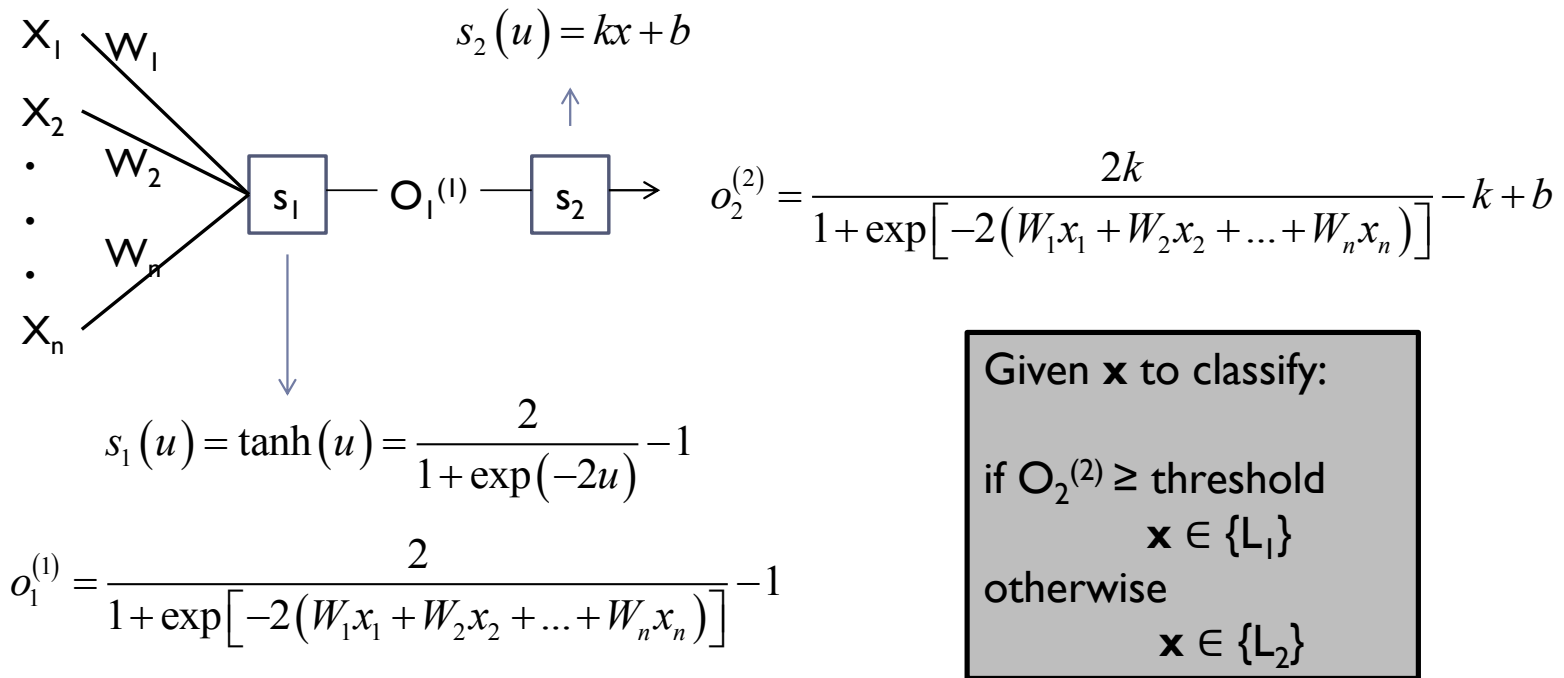 X₁ W₁
s₂(u) = kx + b
X₂
W₂
.
.
.
Wₙ
Xₙ
s₁ O₁⁽¹⁾ s₂
o₂⁽²⁾ = 2k / (1 + exp[−2(W₁x₁ + W₂x₂ + ... + Wₙxₙ)]) − k + b
s₁(u) = tanh(u) = 2 / (1 + exp(−2u)) − 1
o₁⁽¹⁾ = 2 / (1 + exp[−2(W₁x₁ + W₂x₂ + ... + Wₙxₙ)]) − 1
Given x to classify:
if O₂⁽²⁾ ≥ threshold
x ∈ {L₁}
otherwise
x ∈ {L₂}